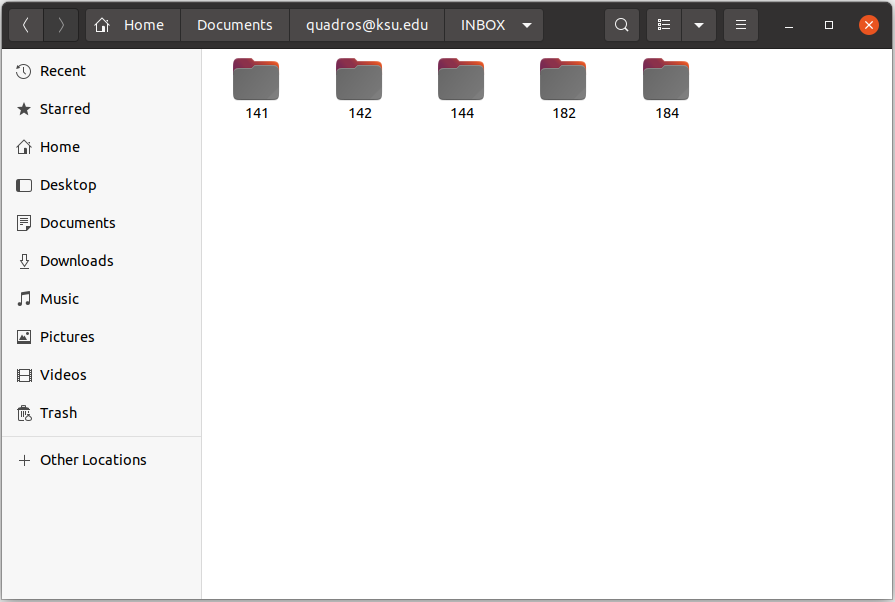 Home Documents quadros@ksu.edu INBOX
Recent
Starred
Home
Desktop
Documents
Downloads
Music
Pictures
Videos
Trash
Other Locations
141 142 144 182 184